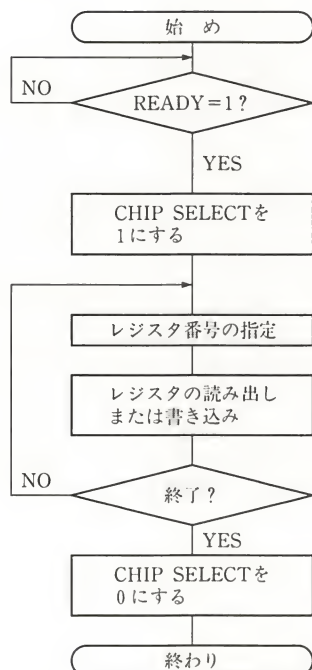 始 め
NO
READY=1?
YES
CHIP SELECTを
1にする
レジスタ番号の指定
レジスタの読み出し
または書き込み
NO
終了?
YES
CHIP SELECTを
0にする
終わり